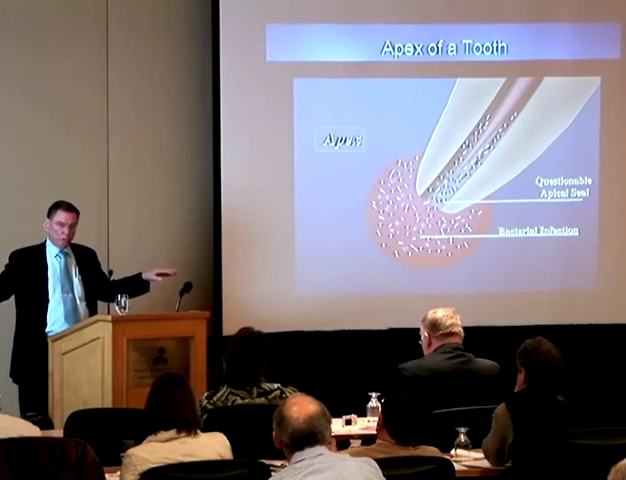 Apex of a Tooth
Apex
Questionable
Apical Seal
Bacterial Infection